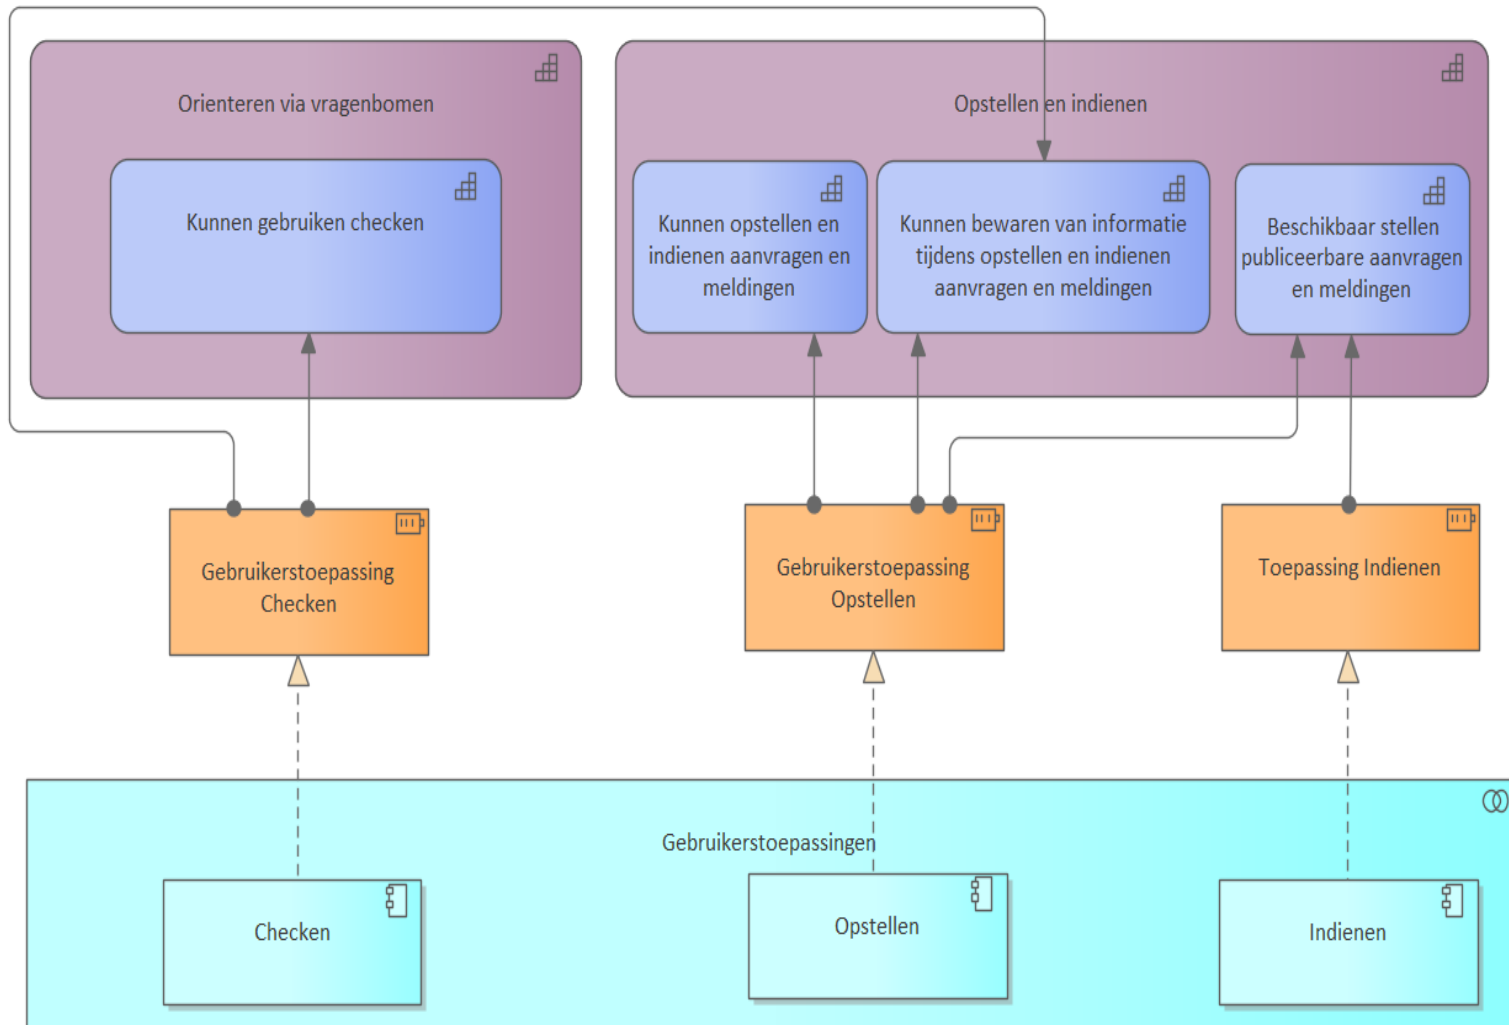 Orienteren via vragenbomen
Kunnen gebruiken checken
Opstellen en indienen
Kunnen opstellen en
indienen aanvragen en
meldingen
Kunnen bewaren van informatie
tijdens opstellen en indienen
aanvragen en meldingen
Beschikbaar stellen
publiceerbare aanvragen
en meldingen
Gebruikerstoepassing
Checken
Gebruikerstoepassing
Opstellen
Toepassing Indienen
Gebruikerstoepassingen
Checken
Opstellen
Indienen